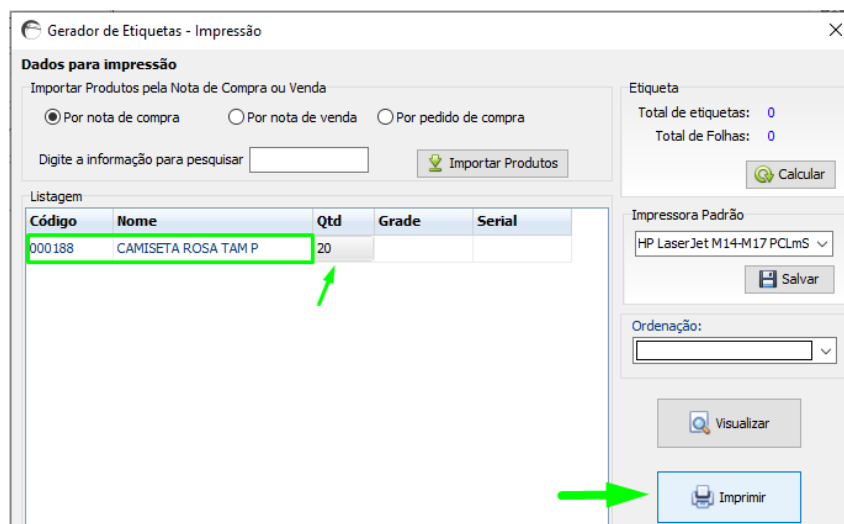 Gerador de Etiquetas - Impressão
Dados para impressão
Importar Produtos pela Nota de Compra ou Venda
Por nota de compra
Por nota de venda
Por pedido de compra
Digite a informação para pesquisar
Importar Produtos
Listagem
Código Nome Qtd Grade Serial
000188 CAMISETA ROSA TAM P 20
Etiqueta
Total de etiquetas: 0
Total de Folhas: 0
Calcular
Impressora Padrão
HP LaserJet M14-M17 PCLmS
Salvar
Ordenação:
Visualizar
Imprimir